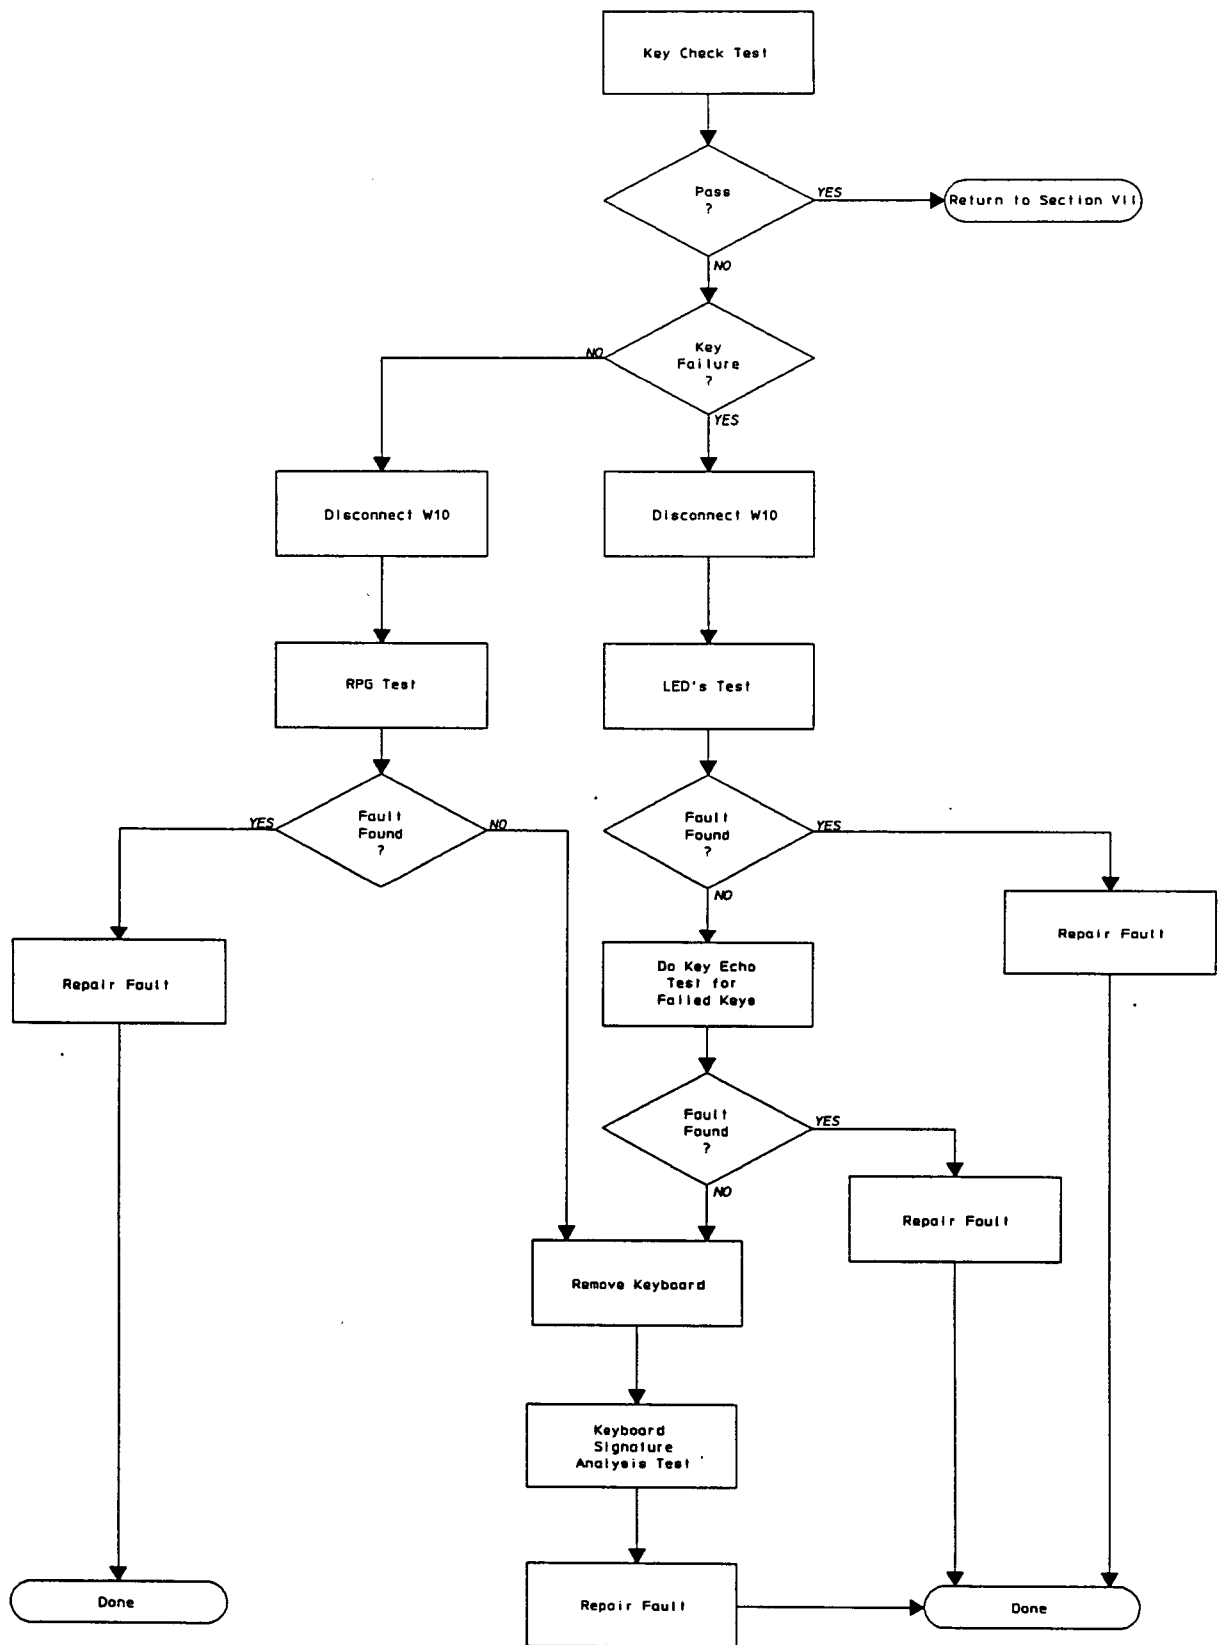 Key Check Test
Pass
?
YES
Return to Section VII
NO
Key
Failure
?
NO
YES
Disconnect W10
Disconnect W10
RPG Test
LED's Test
Fault
Found
?
YES
NO
Fault
Found
?
YES
NO
Repair Fault
Repair Fault
Do Key Echo
Test for
Failed Keys
Fault
Found
?
YES
NO
Repair Fault
Remove Keyboard
Keyboard
Signature
Analysis Test
Repair Fault
Done
Done